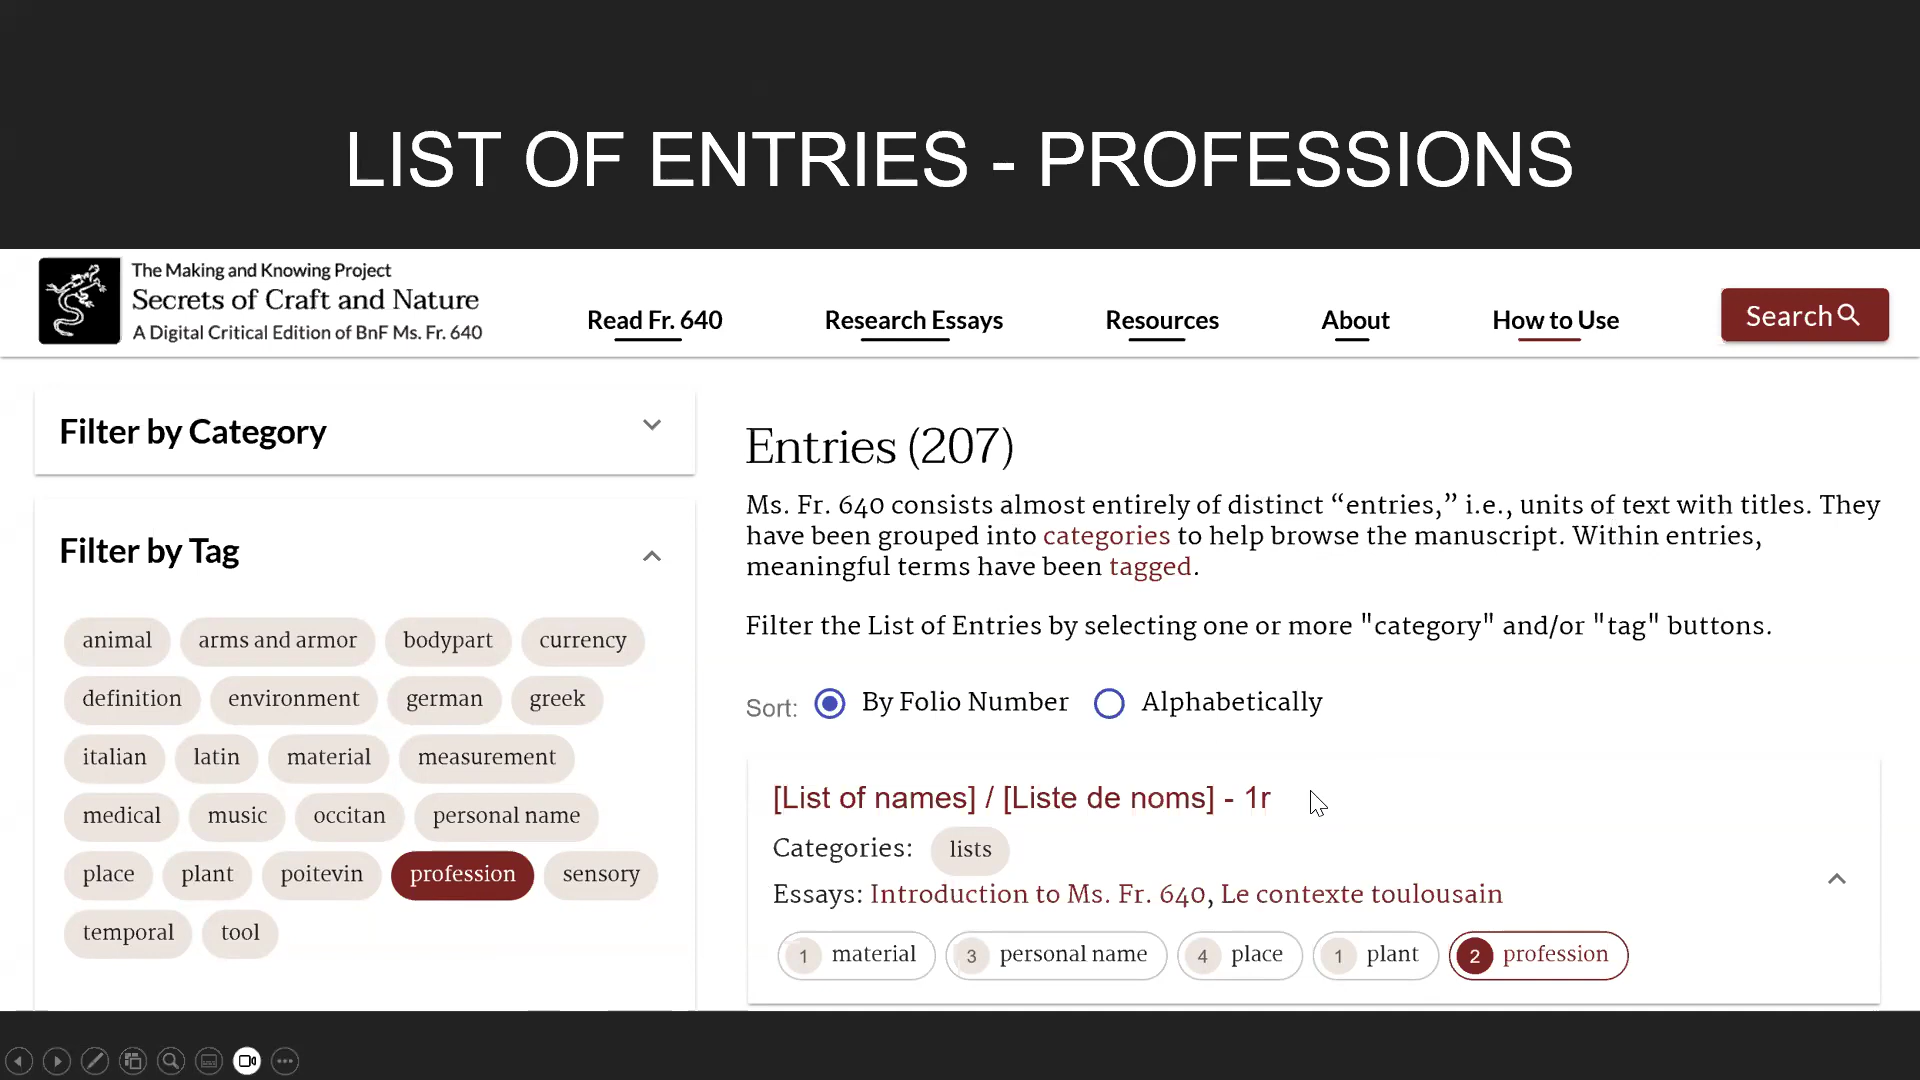 LIST OF ENTRIES - PROFESSIONS
The Making and Knowing Project
Secrets of Craft and Nature
A Digital Critical Edition of BnF Ms. Fr. 640
Read Fr. 640
Research Essays
Resources
About
How to Use
Search
Filter by Category
Filter by Tag
animal
arms and armor
bodypart
currency
definition
environment
german
greek
italian
latin
material
measurement
medical
music
occitan
personal name
place
plant
poitevin
profession
sensory
temporal
tool
Entries (207)
Ms. Fr. 640 consists almost entirely of distinct “entries,” i.e., units of text with titles. They
have been grouped into categories to help browse the manuscript. Within entries,
meaningful terms have been tagged.
Filter the List of Entries by selecting one or more "category" and/or "tag" buttons.
Sort: By Folio Number Alphabetically
[List of names] / [Liste de noms] - 1r
Categories: lists
Essays: Introduction to Ms. Fr. 640, Le contexte toulousain
1 material 3 personal name 4 place 1 plant 2 profession